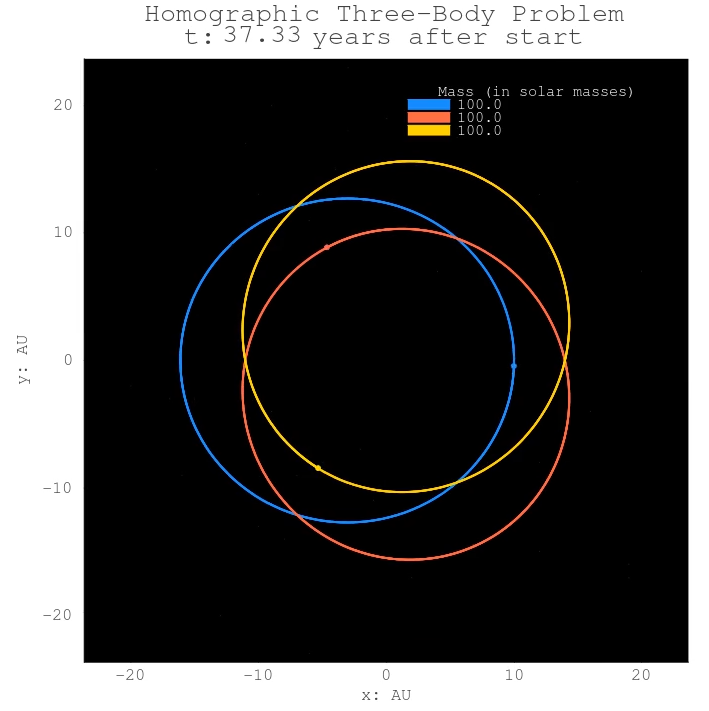 Homographic Three-Body Problem
t: 37.33 years after start
Mass (in solar masses)
100.0
100.0
100.0
20
10
0
-10
-20
y: AU
-20 -10 0 10 20
x: AU